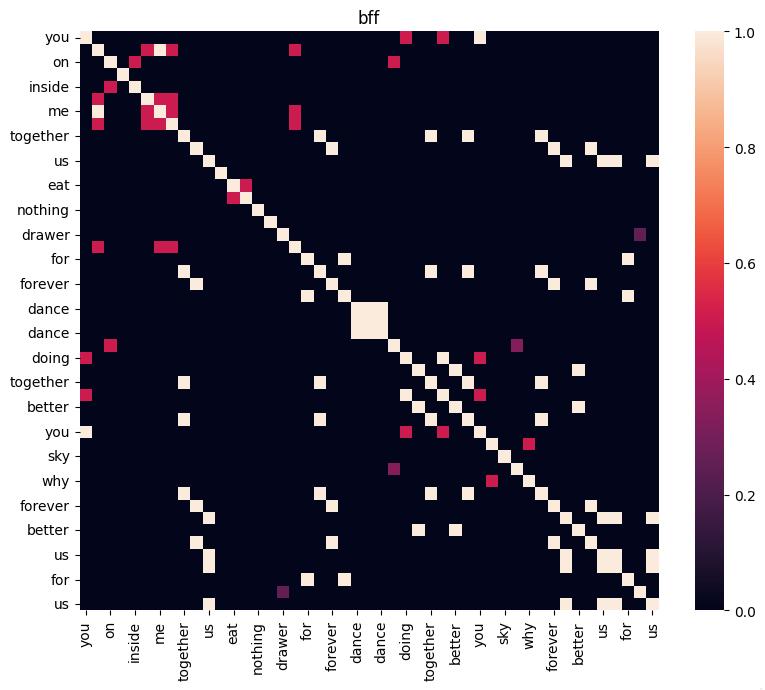 bff
you
on
inside
me
together
us
eat
nothing
drawer
for
forever
dance
dance
doing
together
better
you
sky
why
forever
better
us
for
us
you
on
inside
me
together
us
eat
nothing
drawer
for
forever
dance
dance
doing
together
better
you
sky
why
forever
better
us
for
us
1.0
0.8
0.6
0.4
0.2
0.0